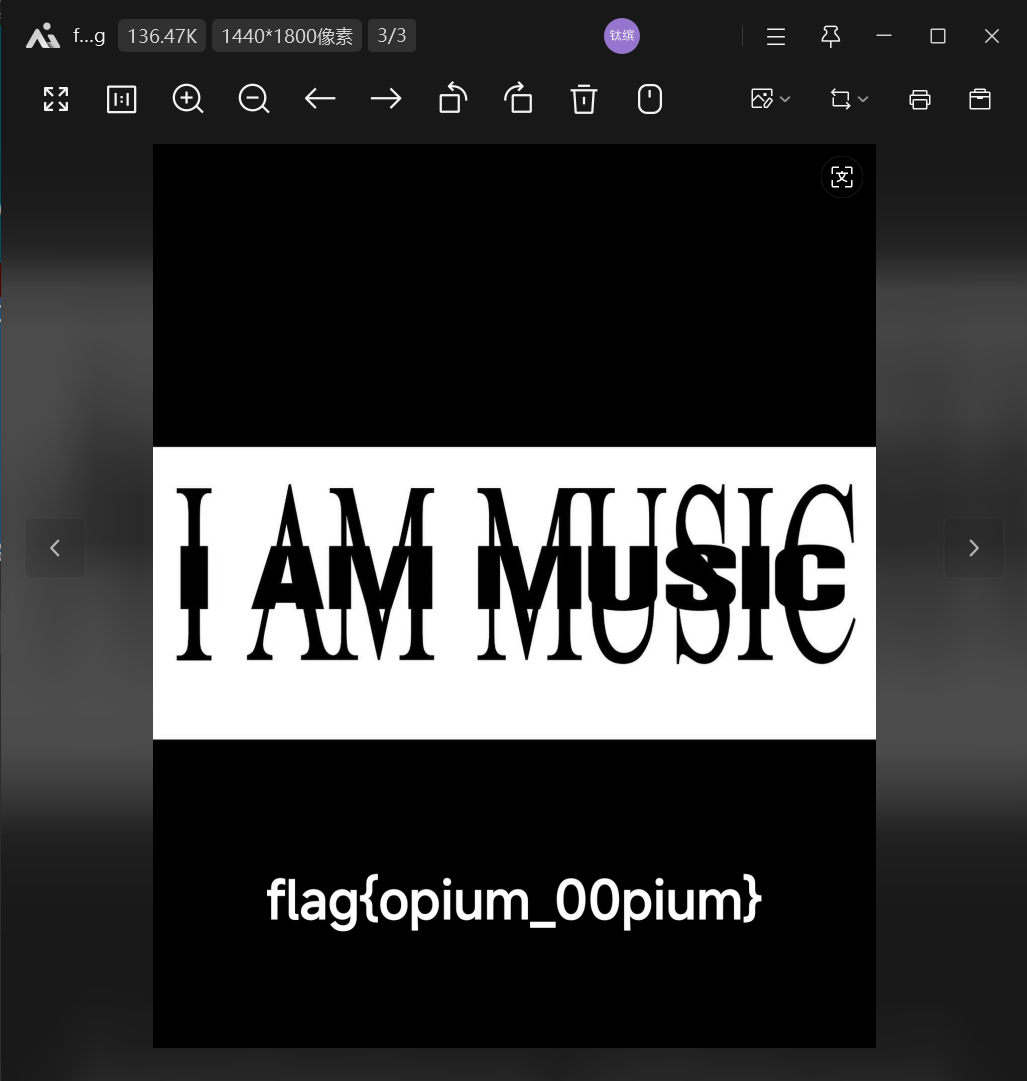 f...g 136.47K 1440*1800像素 3/3 钛缤
I AM MUSIC
I AM MUSIC
flag{opium_00pium}